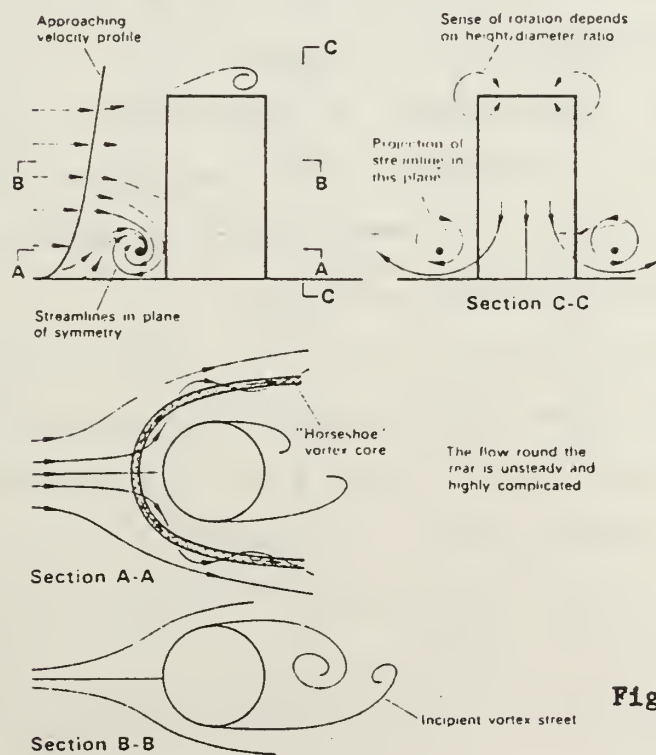 Approaching
velocity profile
C
Sense of rotation depends
on height/diameter ratio
Projection of
streamline in
this plane
B
B
A
A
C
Streamlines in plane
of symmetry
Section C-C
"Horseshoe"
vortex core
The flow round the
rear is unsteady and
highly complicated
Section A-A
Fig
Incipient vortex street
Section B-B